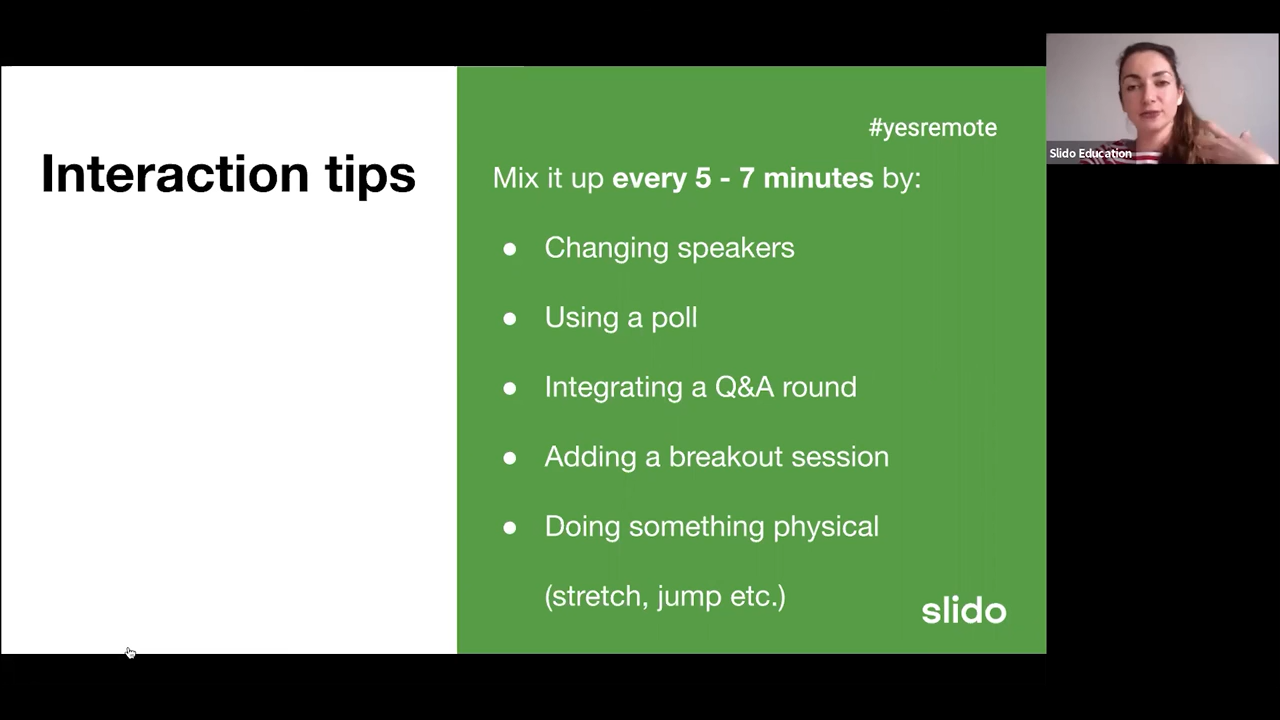 Interaction tips
#yesremote
Mix it up every 5 - 7 minutes by:
● Changing speakers
● Using a poll
● Integrating a Q&A round
● Adding a breakout session
● Doing something physical
(stretch, jump etc.)
slido
Slido Education